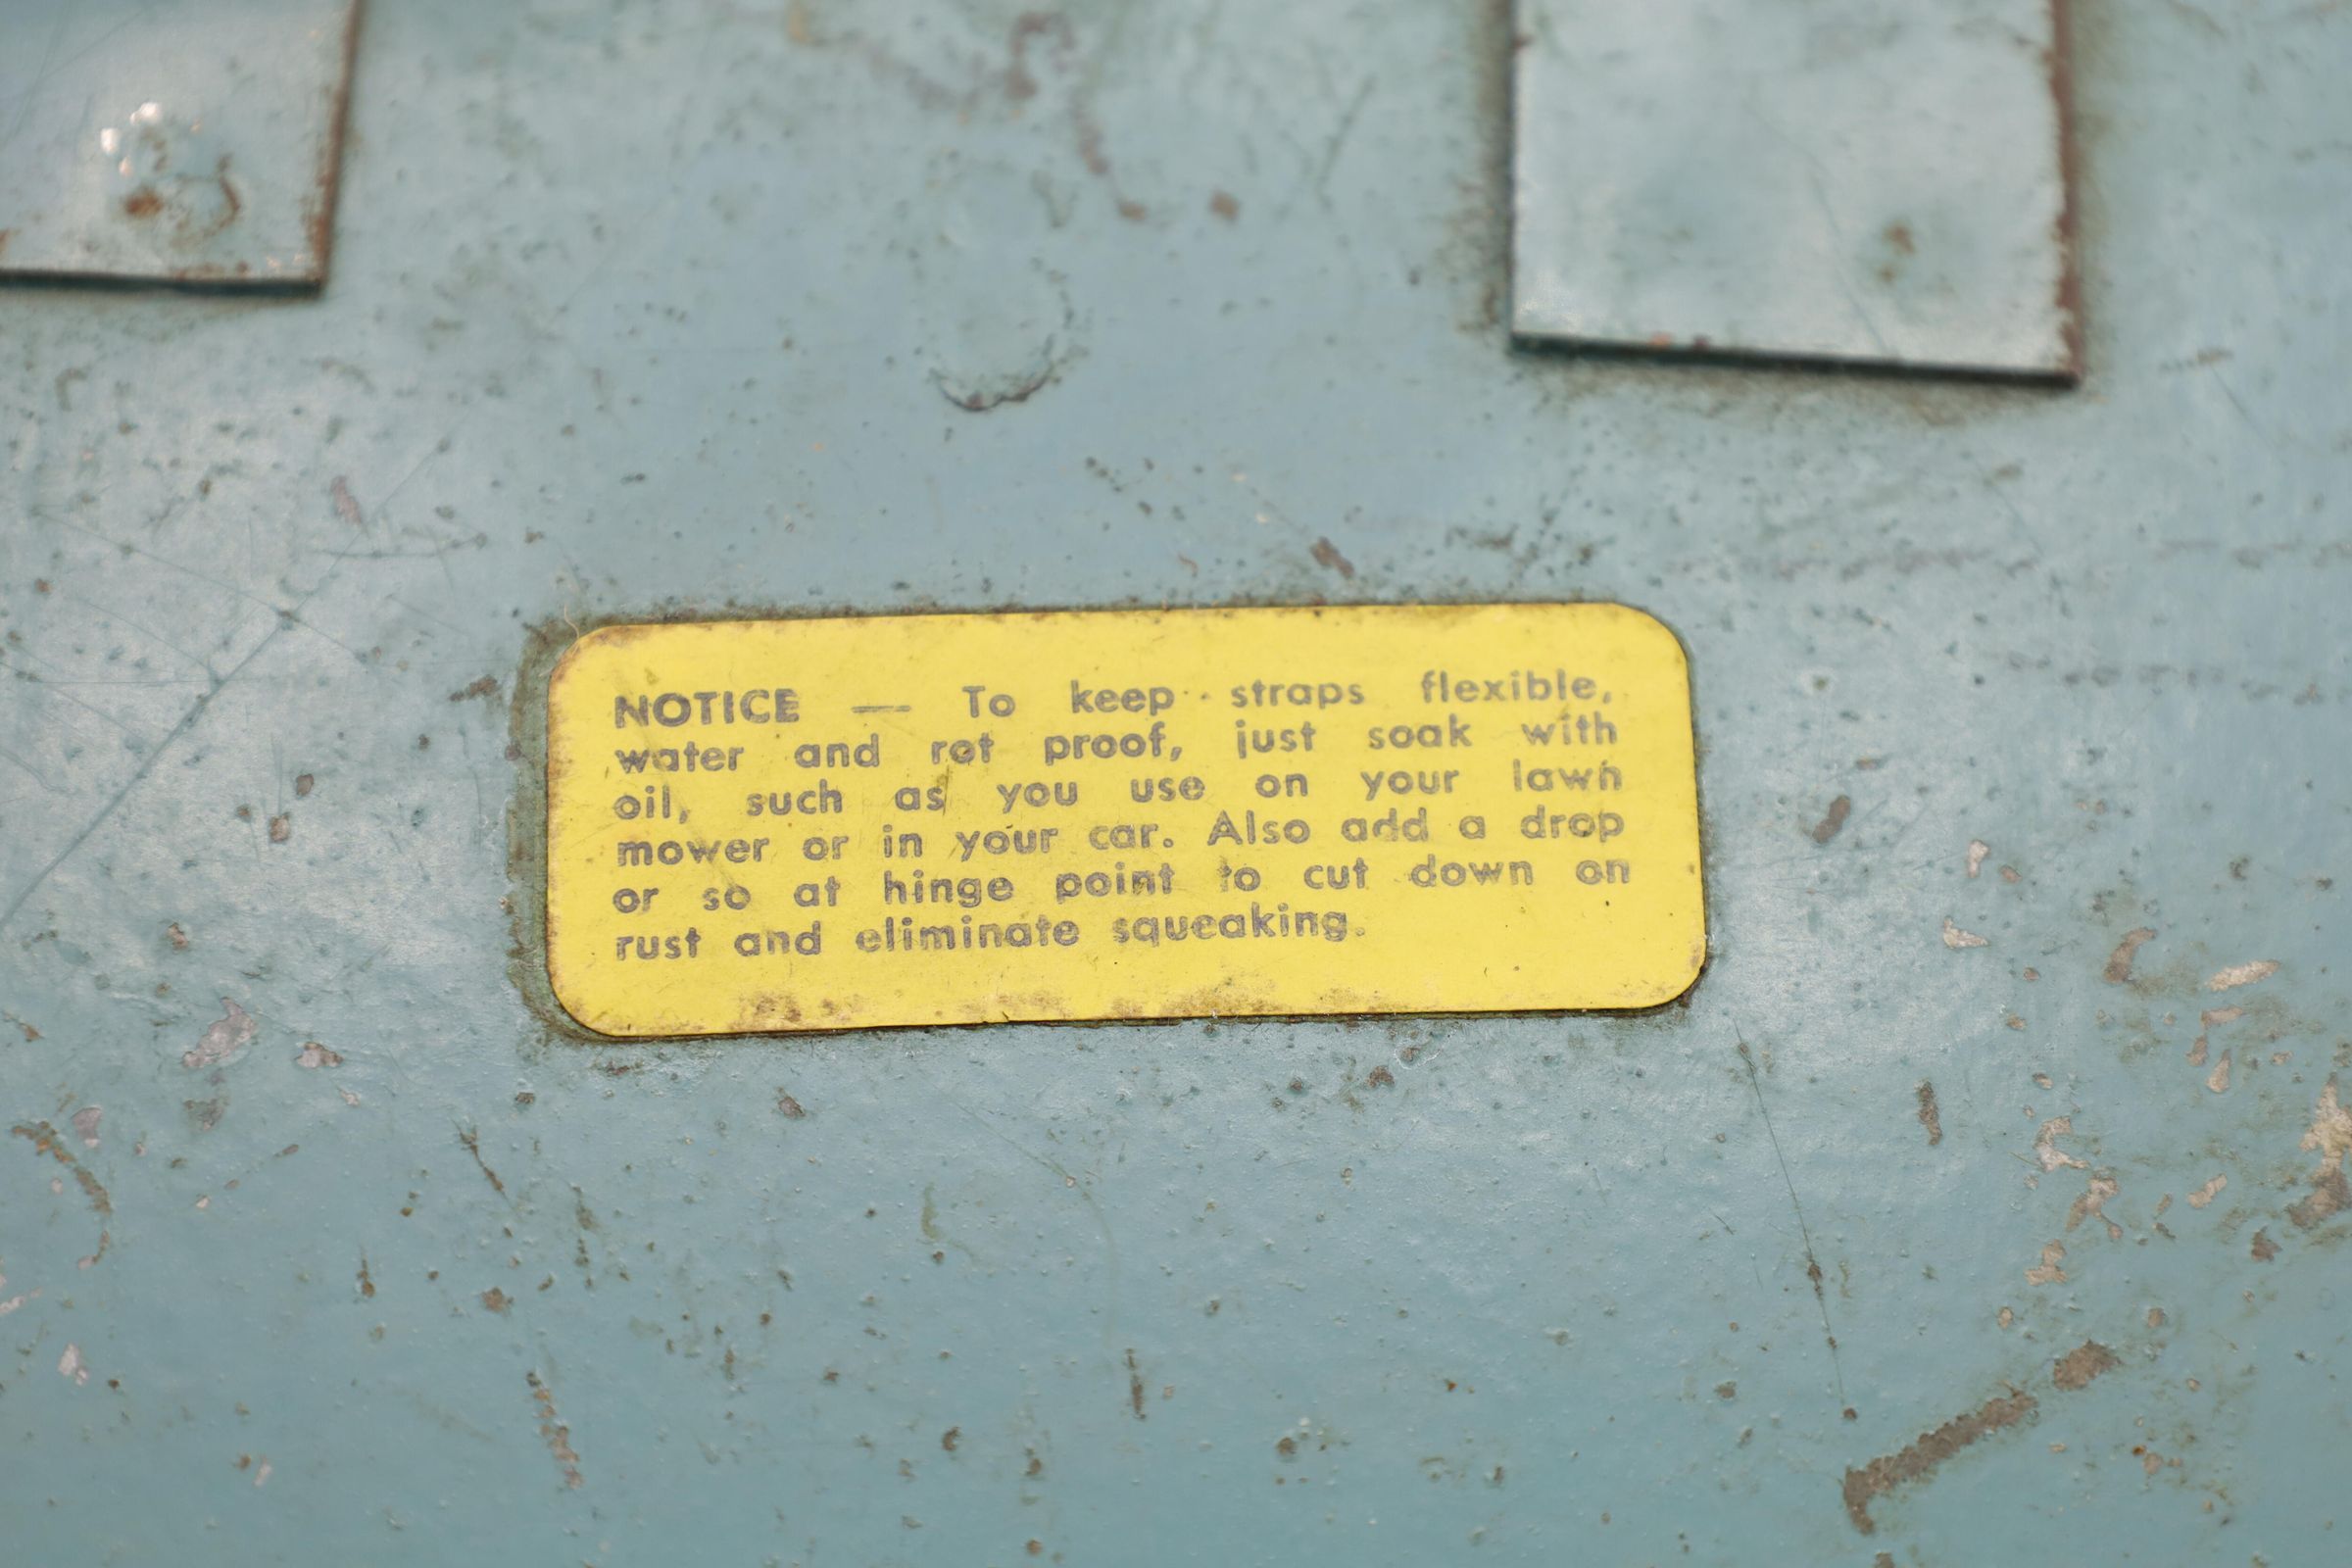 NOTICE — To keep straps flexible,
water and rot proof, just soak with
oil, such as you use on your lawn
mower or in your car. Also add a drop
or so at hinge point to cut down on
rust and eliminate squeaking.